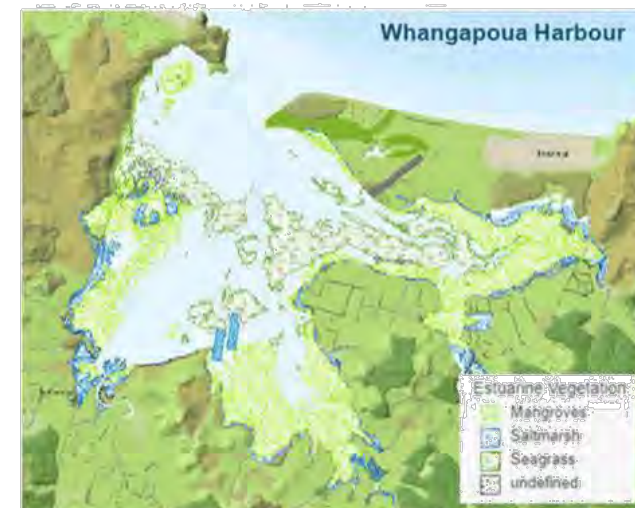 Whangapoua Harbour
Estuarine Vegetation
Mangroves
Saltmarsh
Seagrass
undefined